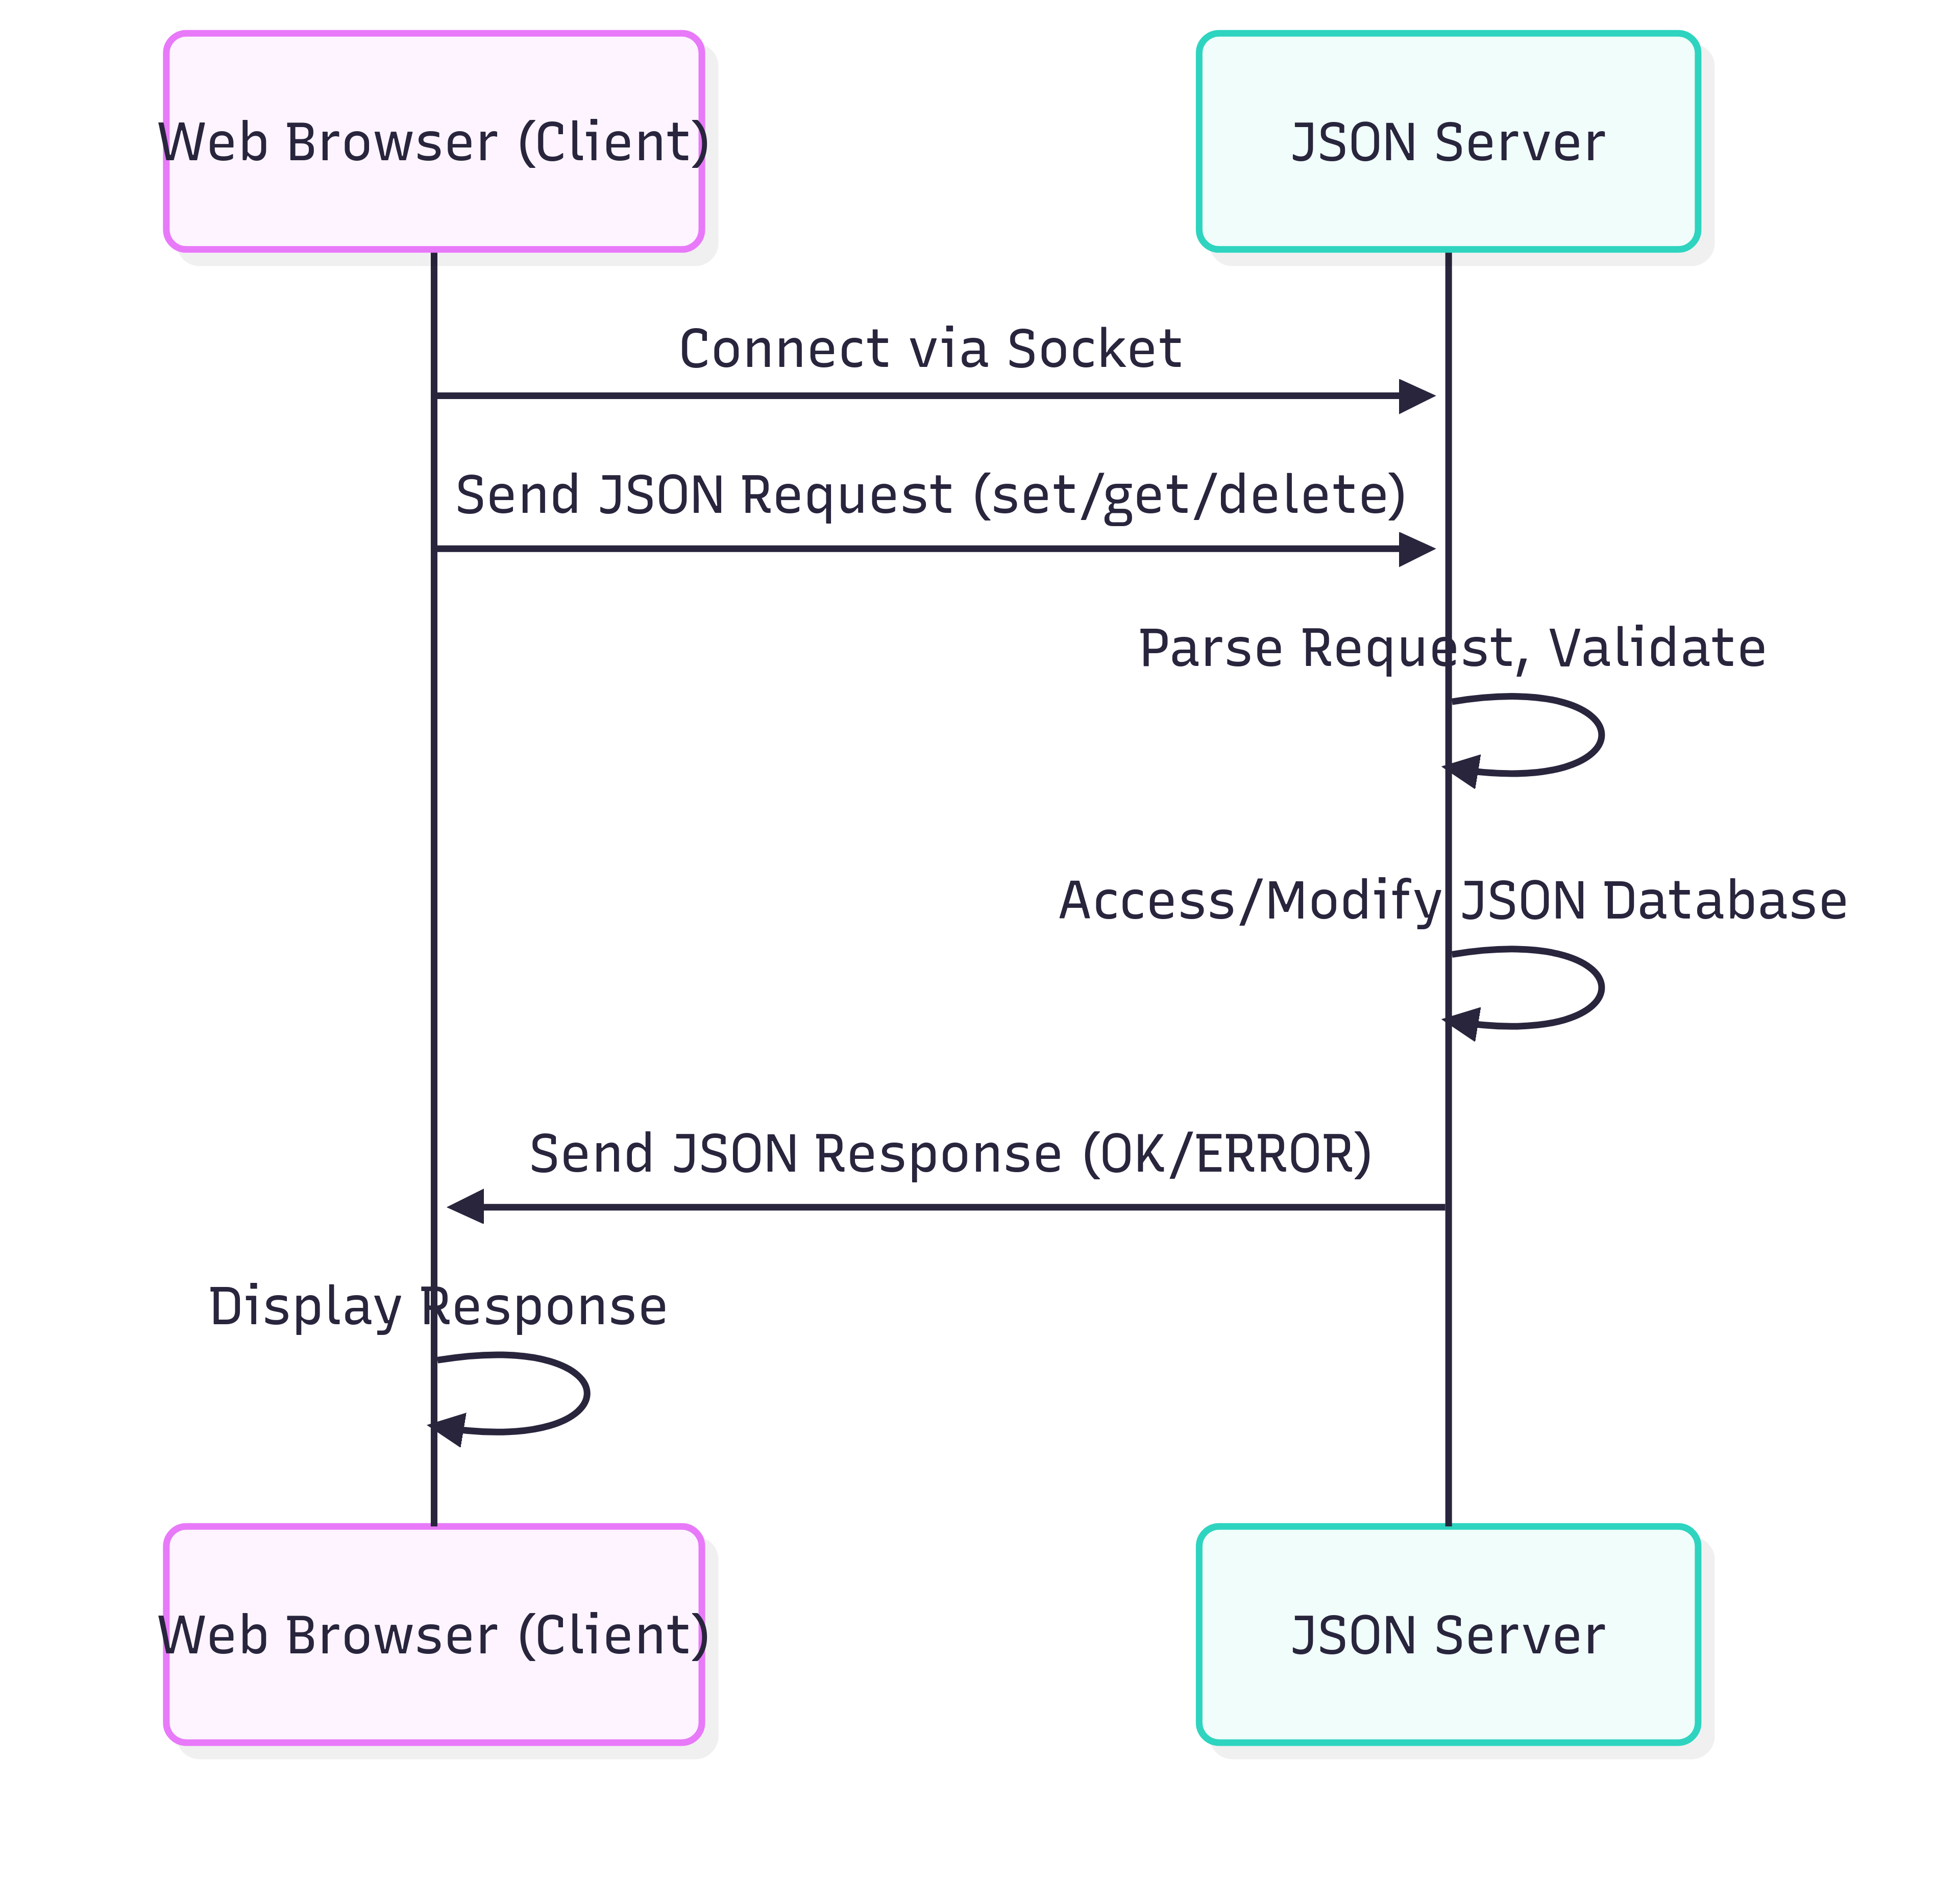 Web Browser (Client)
JSON Server
Connect via Socket
Send JSON Request (set/get/delete)
Parse Request, Validate
Access/Modify JSON Database
Send JSON Response (OK/ERROR)
Display Response
Web Browser (Client)
JSON Server